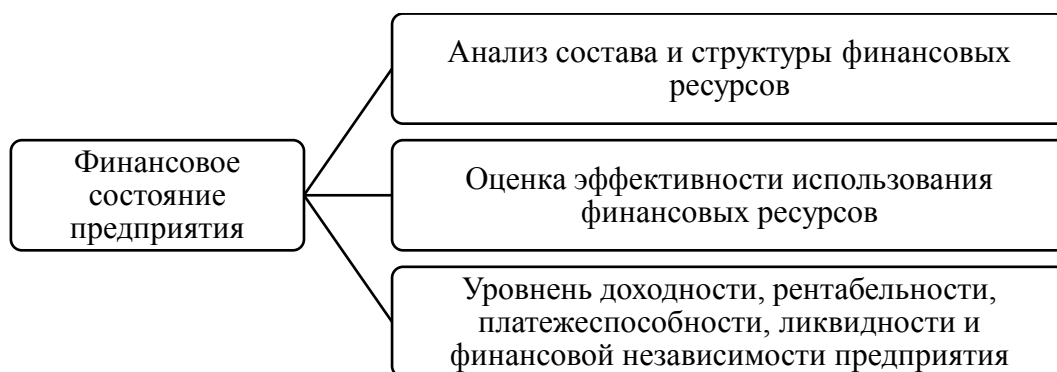 Анализ состава и структуры финансовых
ресурсов
Финансовое
состояние
предприятия
Оценка эффективности использования
финансовых ресурсов
Уровнень доходности, рентабельности,
платежеспособности, ликвидности и
финансовой независимости предприятия